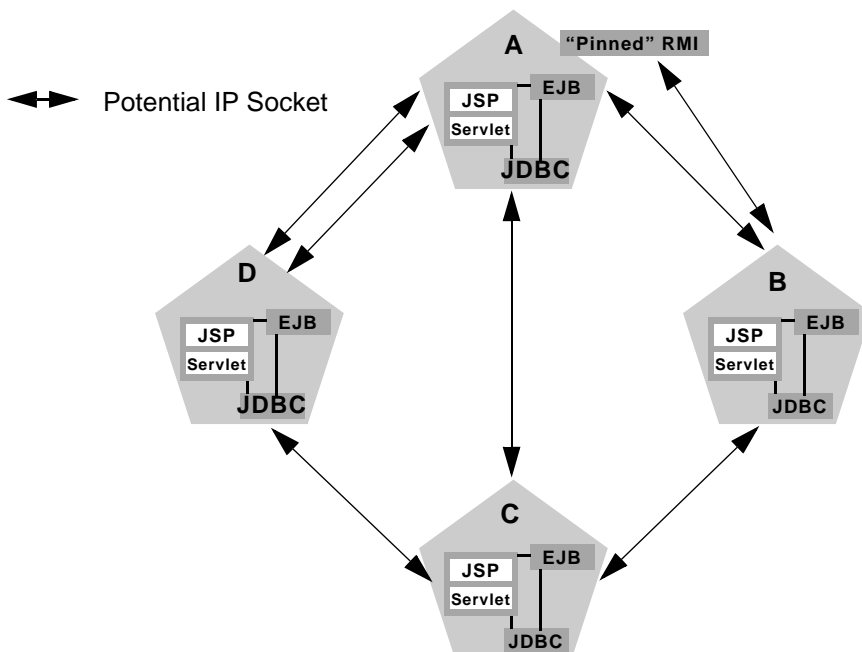 A
“Pinned” RMI
Potential IP Socket
EJB
JSP
Servlet
JDBC
D
EJB
JSP
Servlet
JDBC
B
EJB
JSP
Servlet
JDBC
C
EJB
JSP
Servlet
JDBC